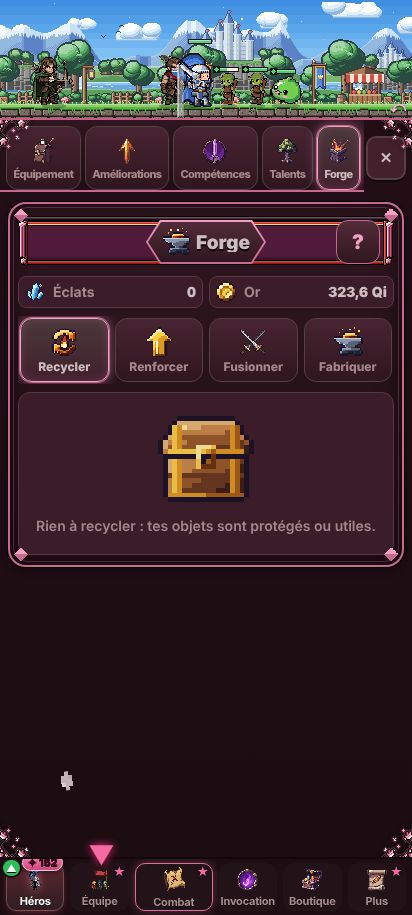 Équipement
Améliorations
Compétences
Talents
Forge
×
Forge
?
Éclats
0
Or
323,6 Qi
Recycler
Renforcer
Fusionner
Fabriquer
Rien à recycler : tes objets sont protégés ou utiles.
Héros
Équipe
Combat
Invocation
Boutique
Plus